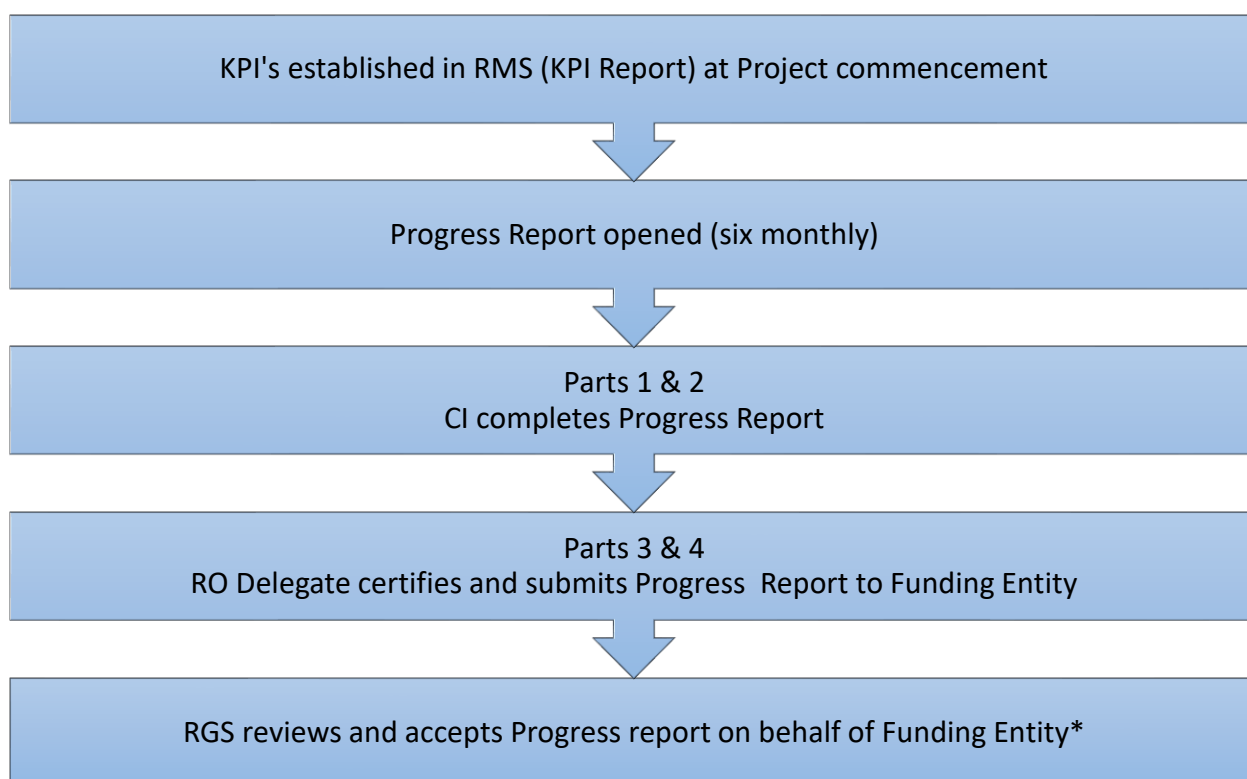 KPI's established in RMS (KPI Report) at Project commencement
Progress Report opened (six monthly)
Parts 1 & 2
CI completes Progress Report
Parts 3 & 4
RO Delegate certifies and submits Progress Report to Funding Entity
RGS reviews and accepts Progress report on behalf of Funding Entity*